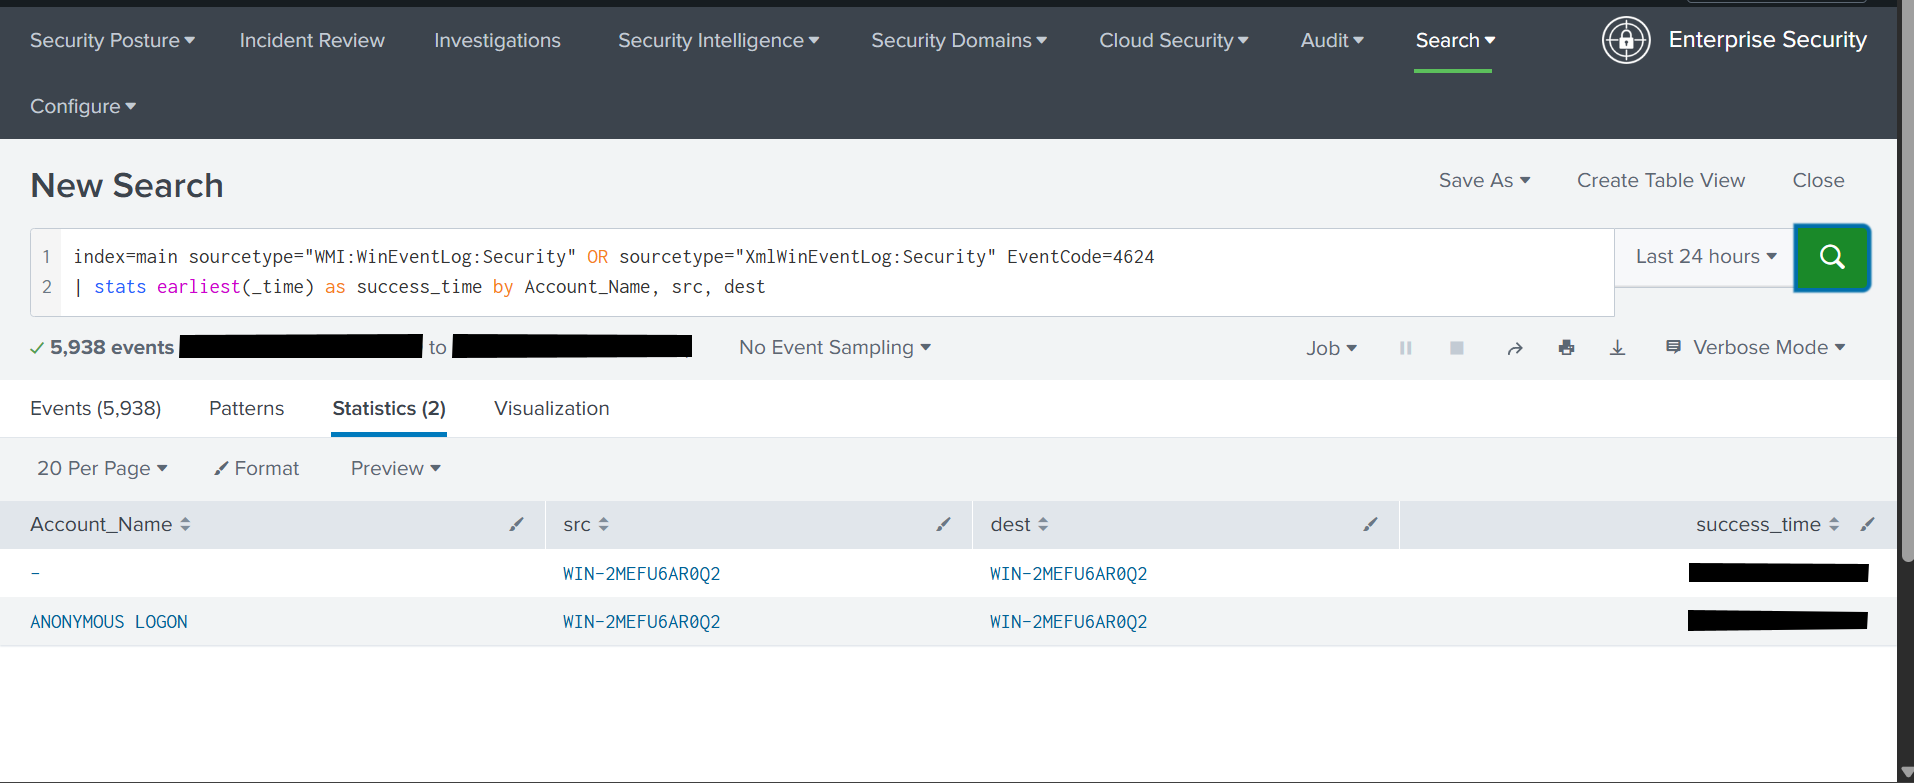 Security Posture Incident Review Investigations Security Intelligence Security Domains Cloud Security Audit Search Enterprise Security
Configure
New Search
Save As Create Table View Close
1 index=main sourcetype="WMI:WinEventLog:Security" OR sourcetype="XmlWinEventLog:Security" EventCode=4624
2 | stats earliest(_time) as success_time by Account_Name, src, dest
Last 24 hours
✓ 5,938 events to No Event Sampling Job Verbose Mode
Events (5,938) Patterns Statistics (2) Visualization
20 Per Page Format Preview
Account_Name src dest success_time
- WIN-2MEFU6AR0Q2 WIN-2MEFU6AR0Q2
ANONYMOUS LOGON WIN-2MEFU6AR0Q2 WIN-2MEFU6AR0Q2